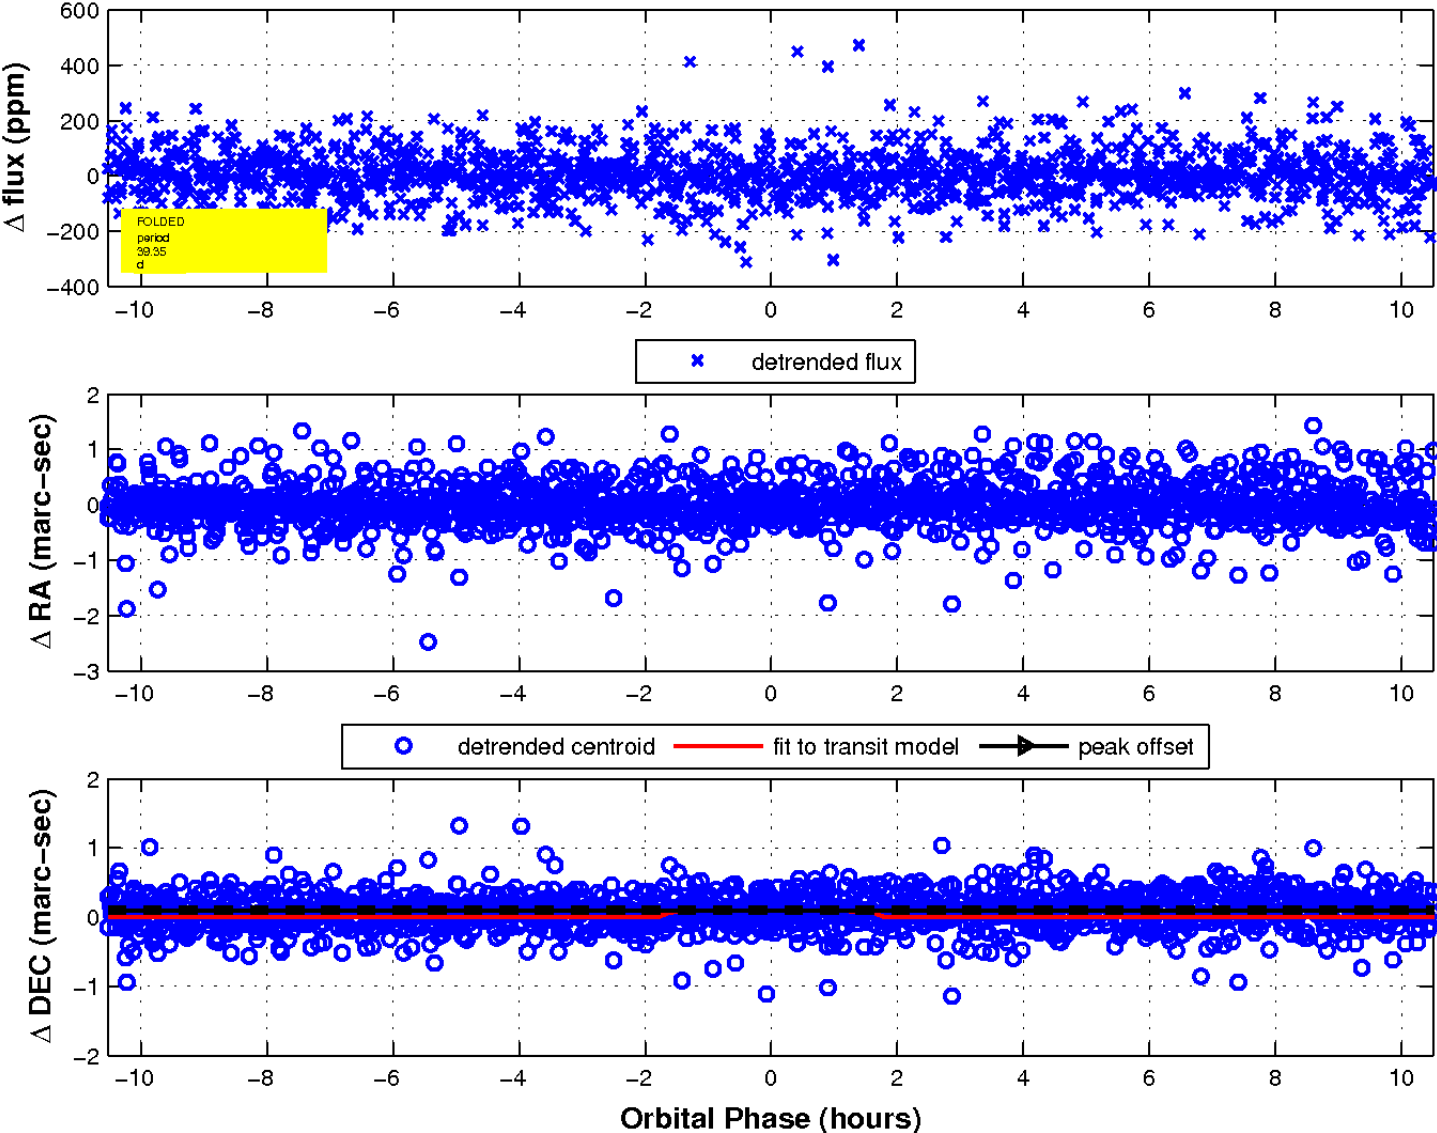 600
400
200
0
−200
−400
Δ flux (ppm)
FOLDED
period
39.35
d
−10 −8 −6 −4 −2 0 2 4 6 8 10
detrended flux
2
1
0
−1
−2
−3
Δ RA (marc−sec)
−10 −8 −6 −4 −2 0 2 4 6 8 10
detrended centroid fit to transit model peak offset
2
1
0
−1
−2
Δ DEC (marc−sec)
−10 −8 −6 −4 −2 0 2 4 6 8 10
Orbital Phase (hours)